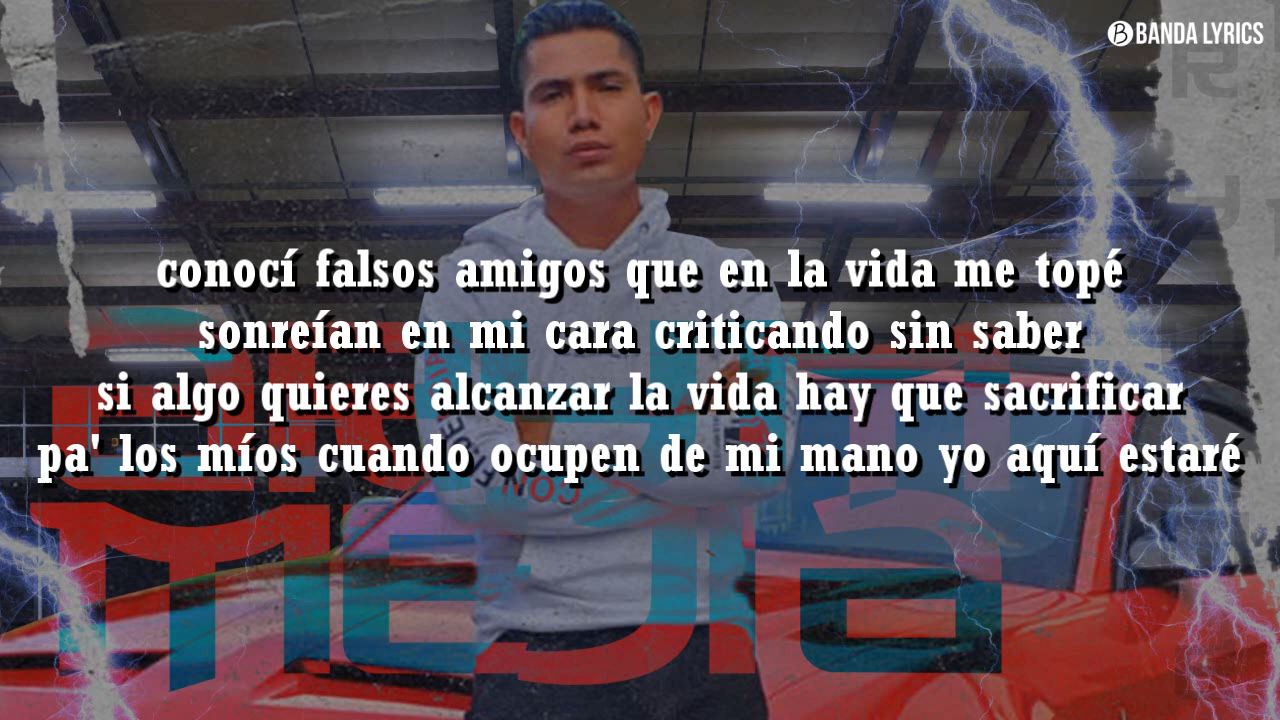 BANDA LYRICS
conocí falsos amigos que en la vida me topé
sonreían en mi cara criticando sin saber
si algo quieres alcanzar la vida hay que sacrificar
pa' los míos cuando ocupen de mi mano yo aquí estaré
CON
MEJIA